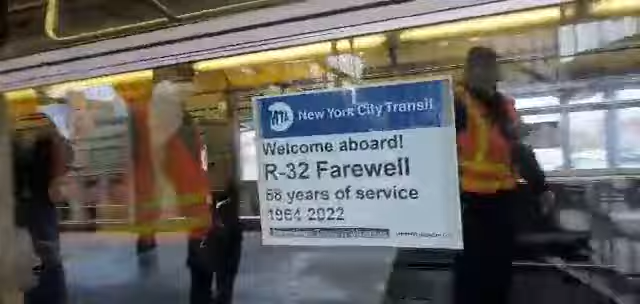 MTA New York City Transit
Welcome aboard!
R-32 Farewell
58 years of service
1964-2022